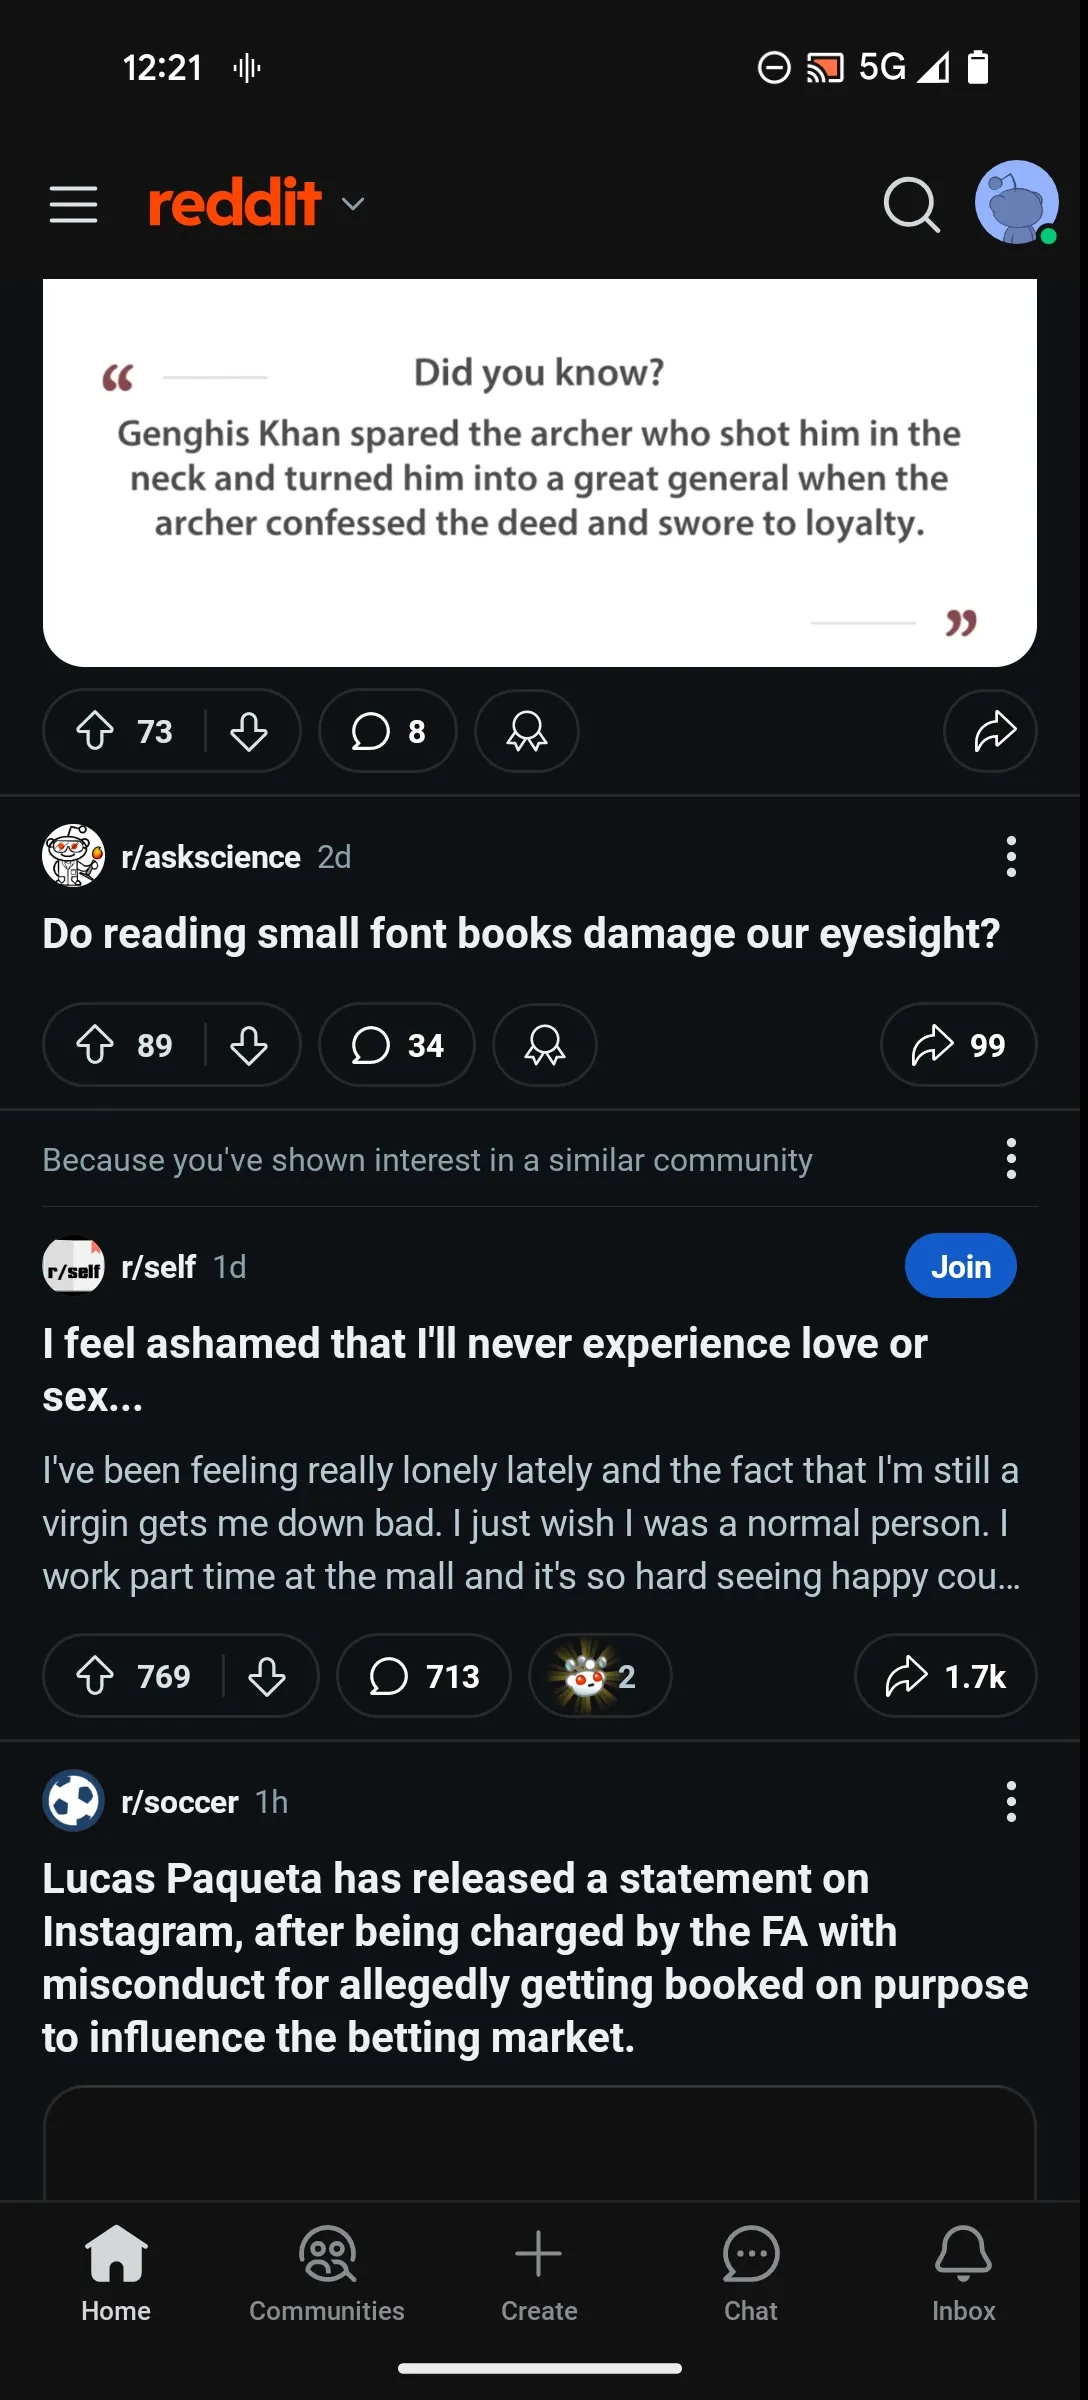 12:21
5G
reddit
“
Did you know?
Genghis Khan spared the archer who shot him in the
neck and turned him into a great general when the
archer confessed the deed and swore to loyalty.
”
73
8
r/askscience 2d
Do reading small font books damage our eyesight?
89
34
99
Because you've shown interest in a similar community
r/self
r/self 1d
Join
I feel ashamed that I'll never experience love or
sex...
I've been feeling really lonely lately and the fact that I'm still a
virgin gets me down bad. I just wish I was a normal person. I
work part time at the mall and it's so hard seeing happy cou...
769
713
2
1.7k
r/soccer 1h
Lucas Paqueta has released a statement on
Instagram, after being charged by the FA with
misconduct for allegedly getting booked on purpose
to influence the betting market.
Home
Communities
Create
Chat
Inbox